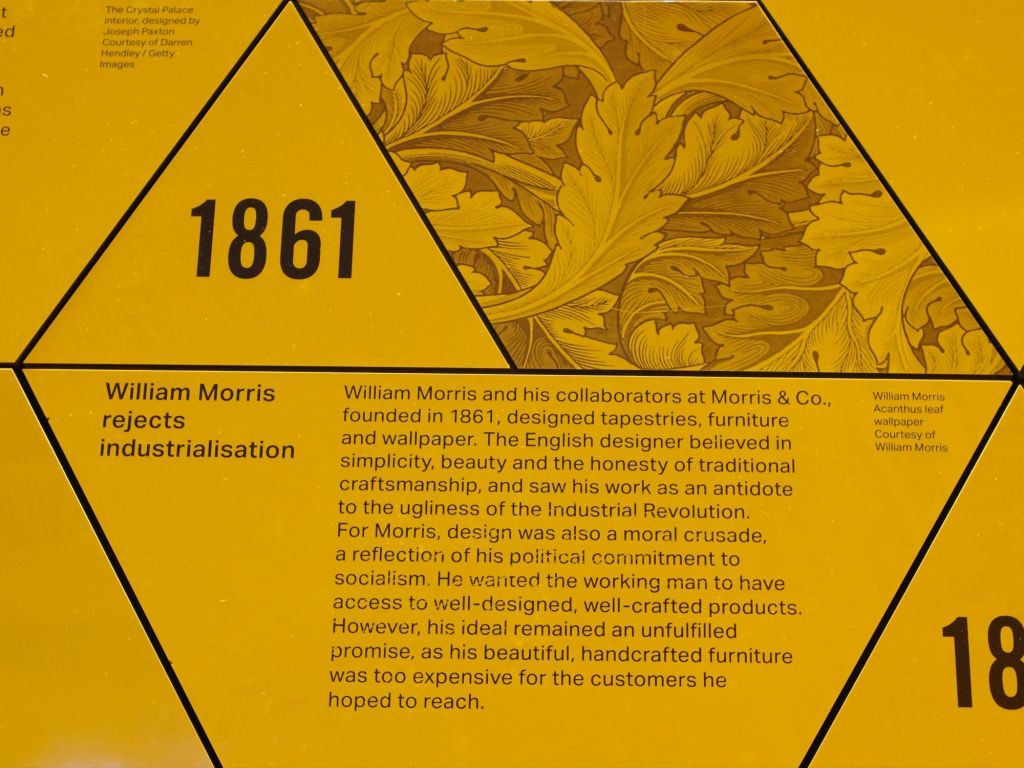 The Crystal Palace
interior, designed by
Joseph Paxton
Courtesy of Darren
Hendley / Getty
Images
1861
William Morris
rejects
industrialisation
William Morris and his collaborators at Morris & Co.,
founded in 1861, designed tapestries, furniture
and wallpaper. The English designer believed in
simplicity, beauty and the honesty of traditional
craftsmanship, and saw his work as an antidote
to the ugliness of the Industrial Revolution.
For Morris, design was also a moral crusade,
a reflection of his political commitment to
socialism. He wanted the working man to have
access to well-designed, well-crafted products.
However, his ideal remained an unfulfilled
promise, as his beautiful, handcrafted furniture
was too expensive for the customers he
hoped to reach.
William Morris
Acanthus leaf
wallpaper
Courtesy of
William Morris
18